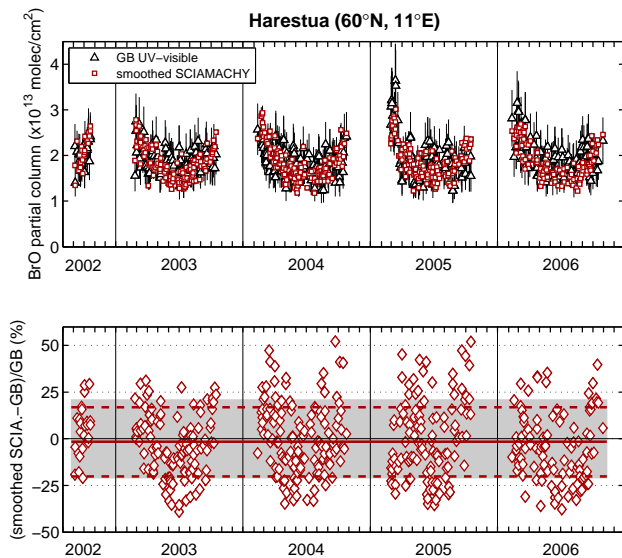 Harestua (60°N, 11°E)
BrO partial column (x10^13 molec/cm^2)
GB UV−visible
smoothed SCIAMACHY
4
3
2
1
0
2002 2003 2004 2005 2006
(smoothed SCIA.−GB)/GB (%)
50
25
0
−25
−50
2002 2003 2004 2005 2006